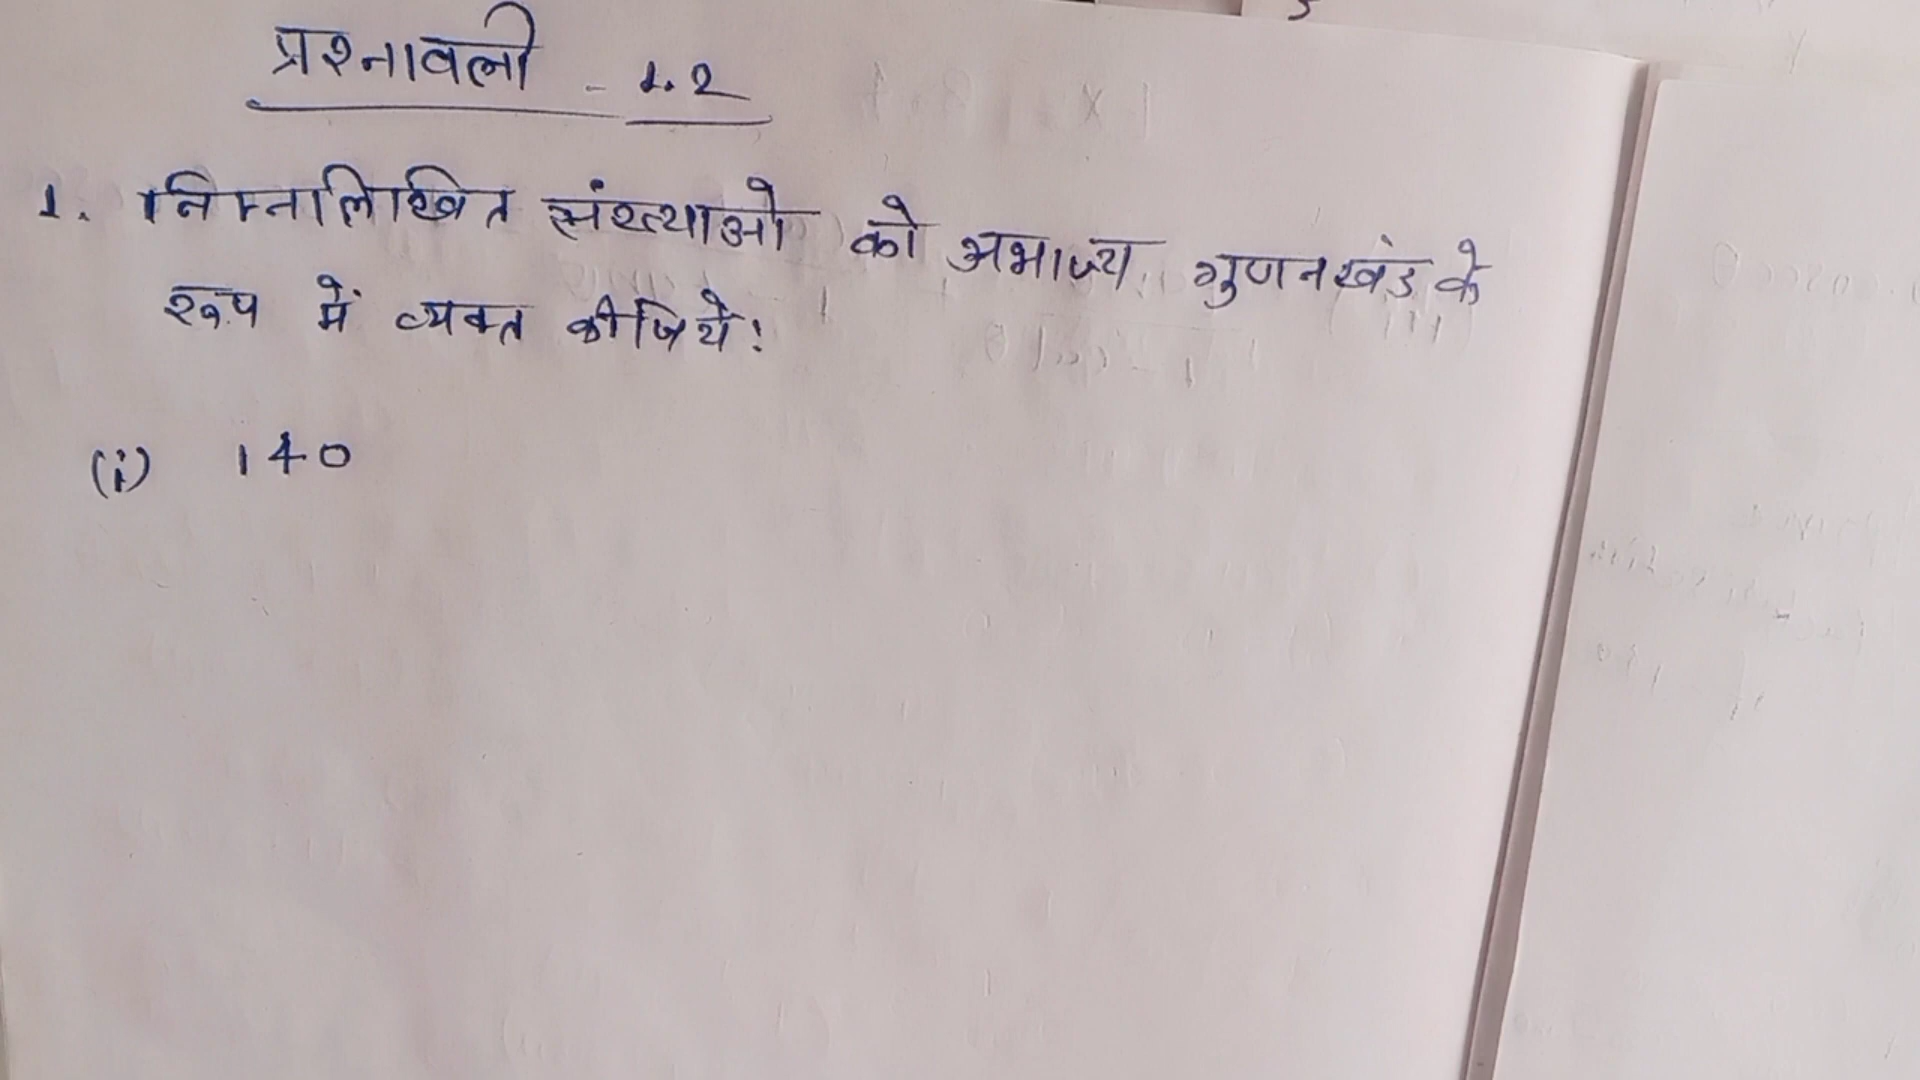 प्रश्नावली - 1.2
1. निम्नलिखित संख्याओ को अभाज्य गुणनखंड के
रूप में व्यक्त कीजिये:
(i) 140